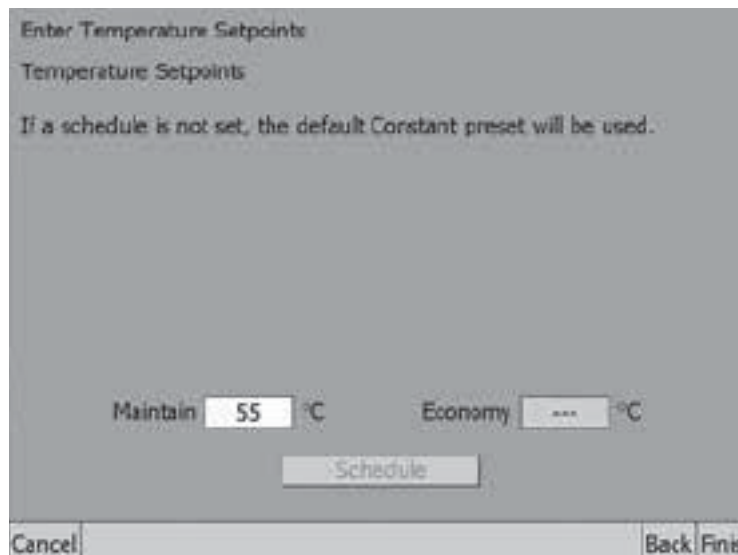 Enter Temperature Setpoints
Temperature Setpoints
If a schedule is not set, the default Constant preset will be used.
Maintain 55 °C Economy --- °C
Schedule
Cancel Back Finis